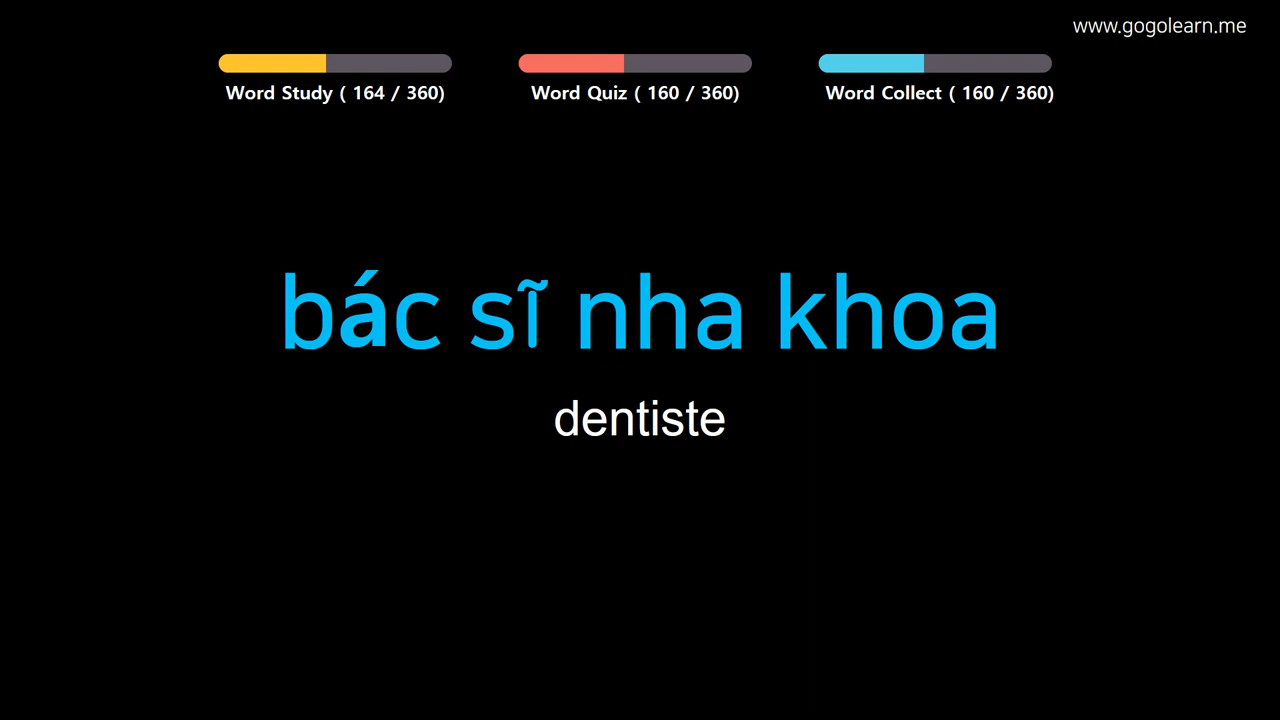 www.gogolearn.me
Word Study ( 164 / 360)
Word Quiz ( 160 / 360)
Word Collect ( 160 / 360)
bác sĩ nha khoa
dentiste